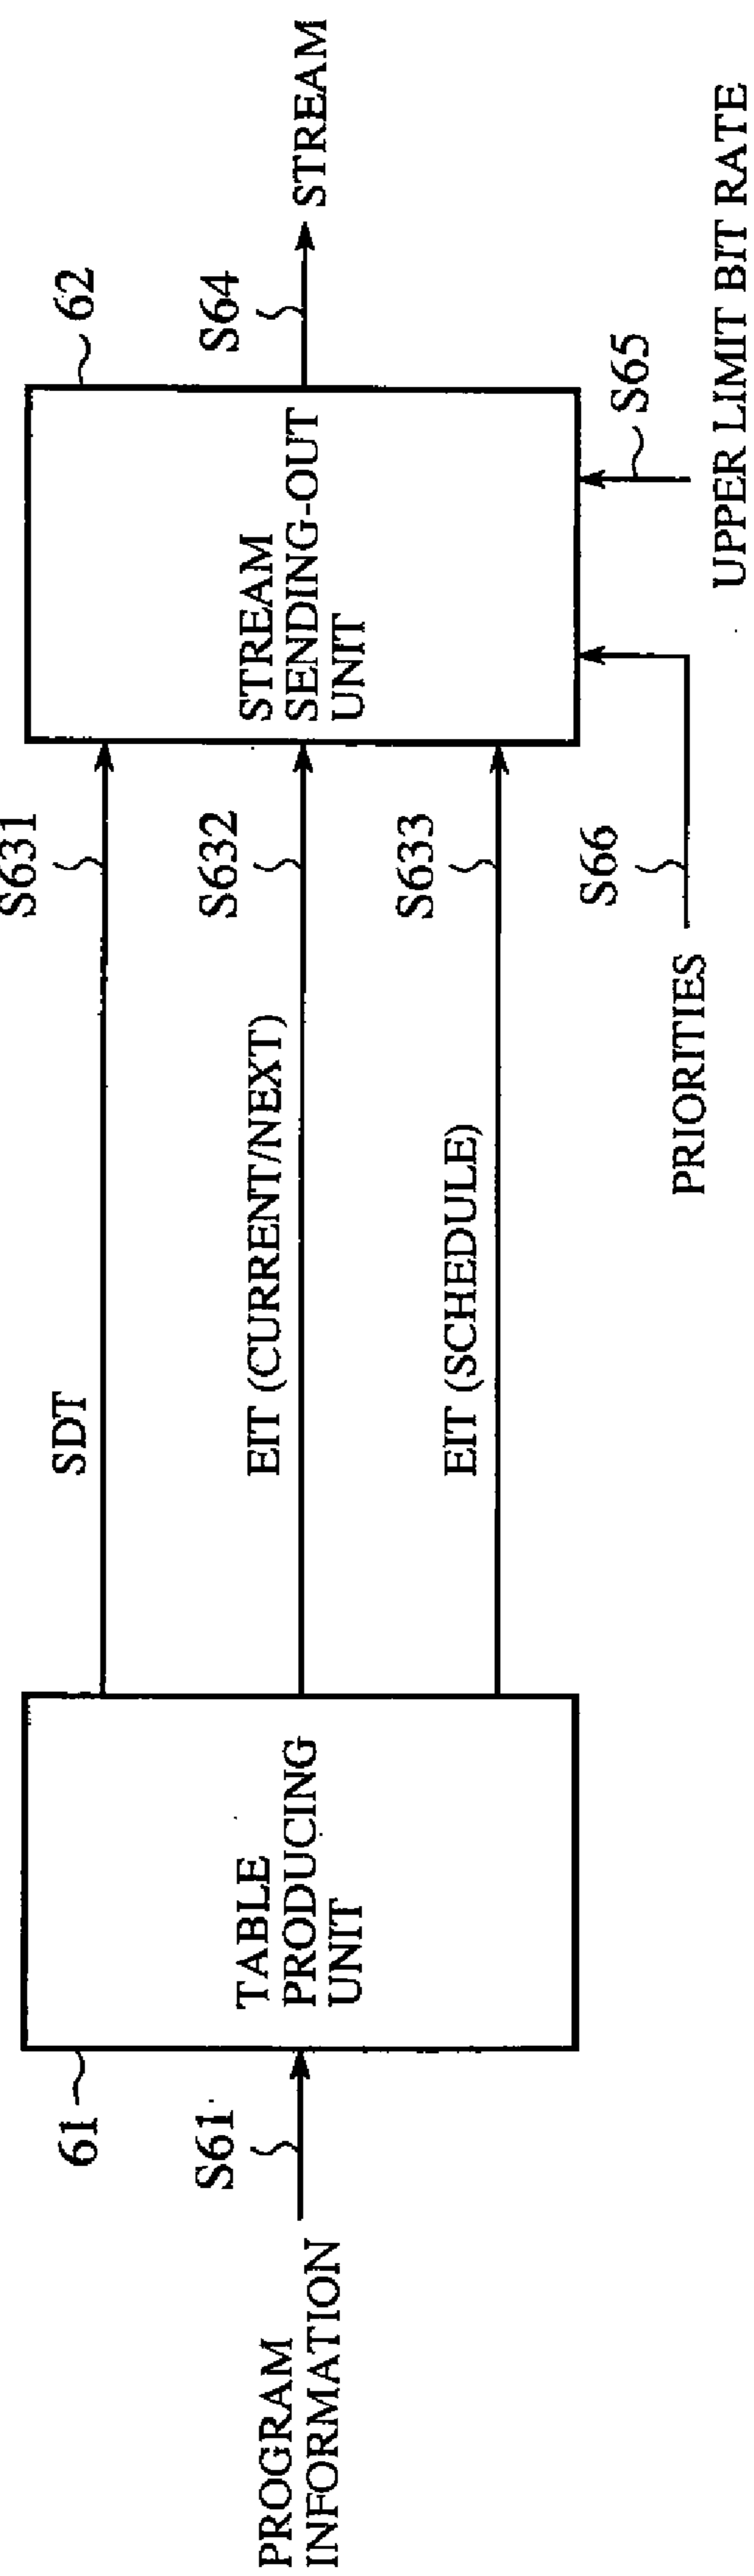 PROGRAM
INFORMATION
S61
61
TABLE
PRODUCING
UNIT
SDT
S631
EIT (CURRENT/NEXT)
S632
EIT (SCHEDULE)
S633
62
STREAM
SENDING-OUT
UNIT
S64
STREAM
PRIORITIES
S66
S65
UPPER LIMIT BIT RATE